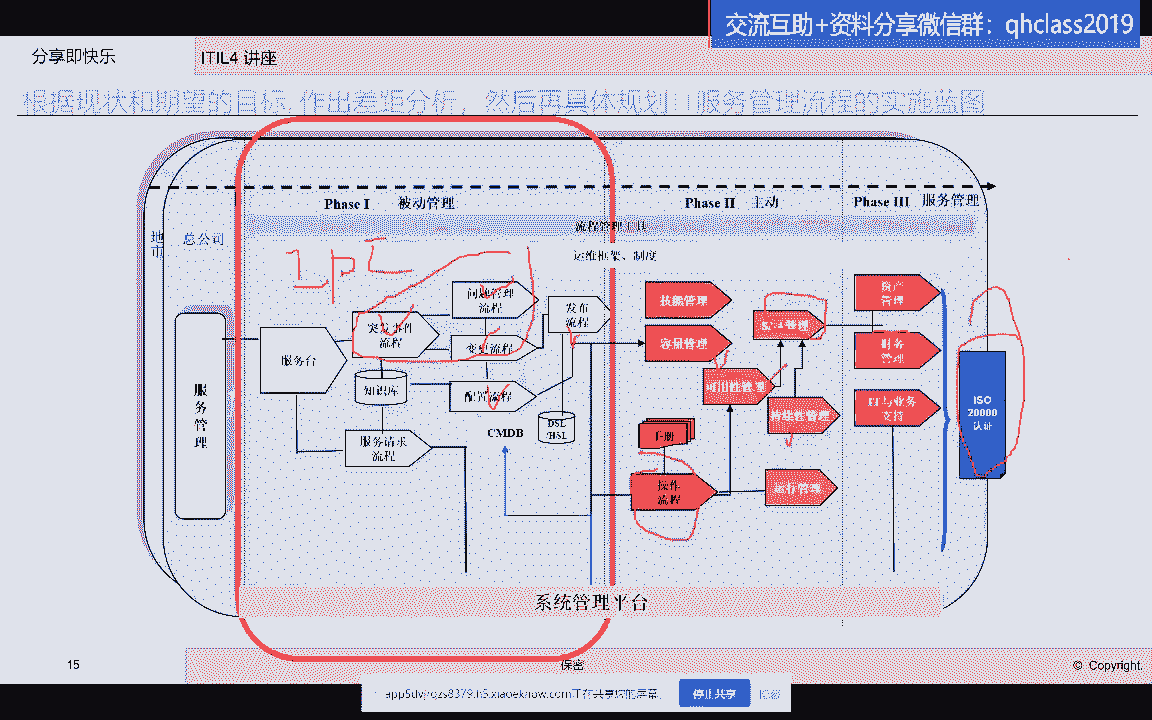 交流互助+资料分享微信群：qhclass2019
分享即快乐
ITIL4 讲座
根据现状和期望的目标,作出差距分析，然后再具体规划IT服务管理流程的实施蓝图
Phase I 被动管理
Phase II 主动
Phase III 服务管理
地市
总公司
流程管理工具
运维框架、制度
服务管理
服务台
突发事件
流程
问题管理
流程
变更流程
发布
流程
知识库
配置流程
服务请求
流程
CMDB
DSL
/HSL
技能管理
容量管理
可用性管理
持续性管理
手册
操作
流程
运行管理
资产
管理
财务
管理
IT与业务
支持
ISO
20000
认证
系统管理平台
15
保密
© Copyright.
正在共享您的屏幕。
停止共享
隐藏